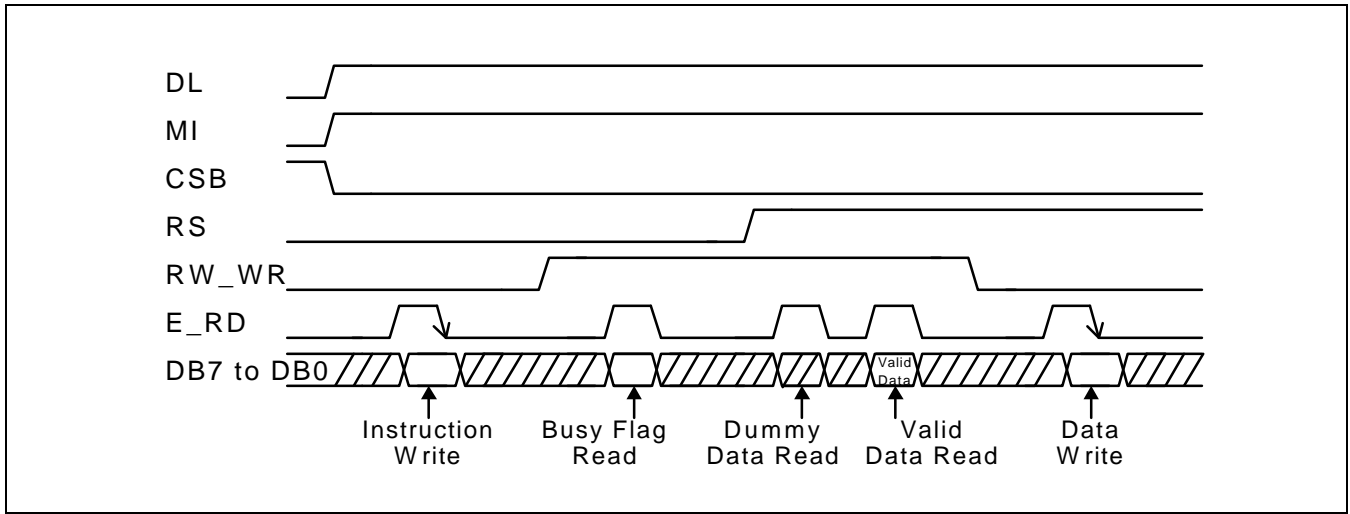 DL
MI
CSB
RS
RW_WR
E_RD
DB7 to DB0
Valid
Data
Instruction
Write
Busy Flag
Read
Dummy
Data Read
Valid
Data Read
Data
Write